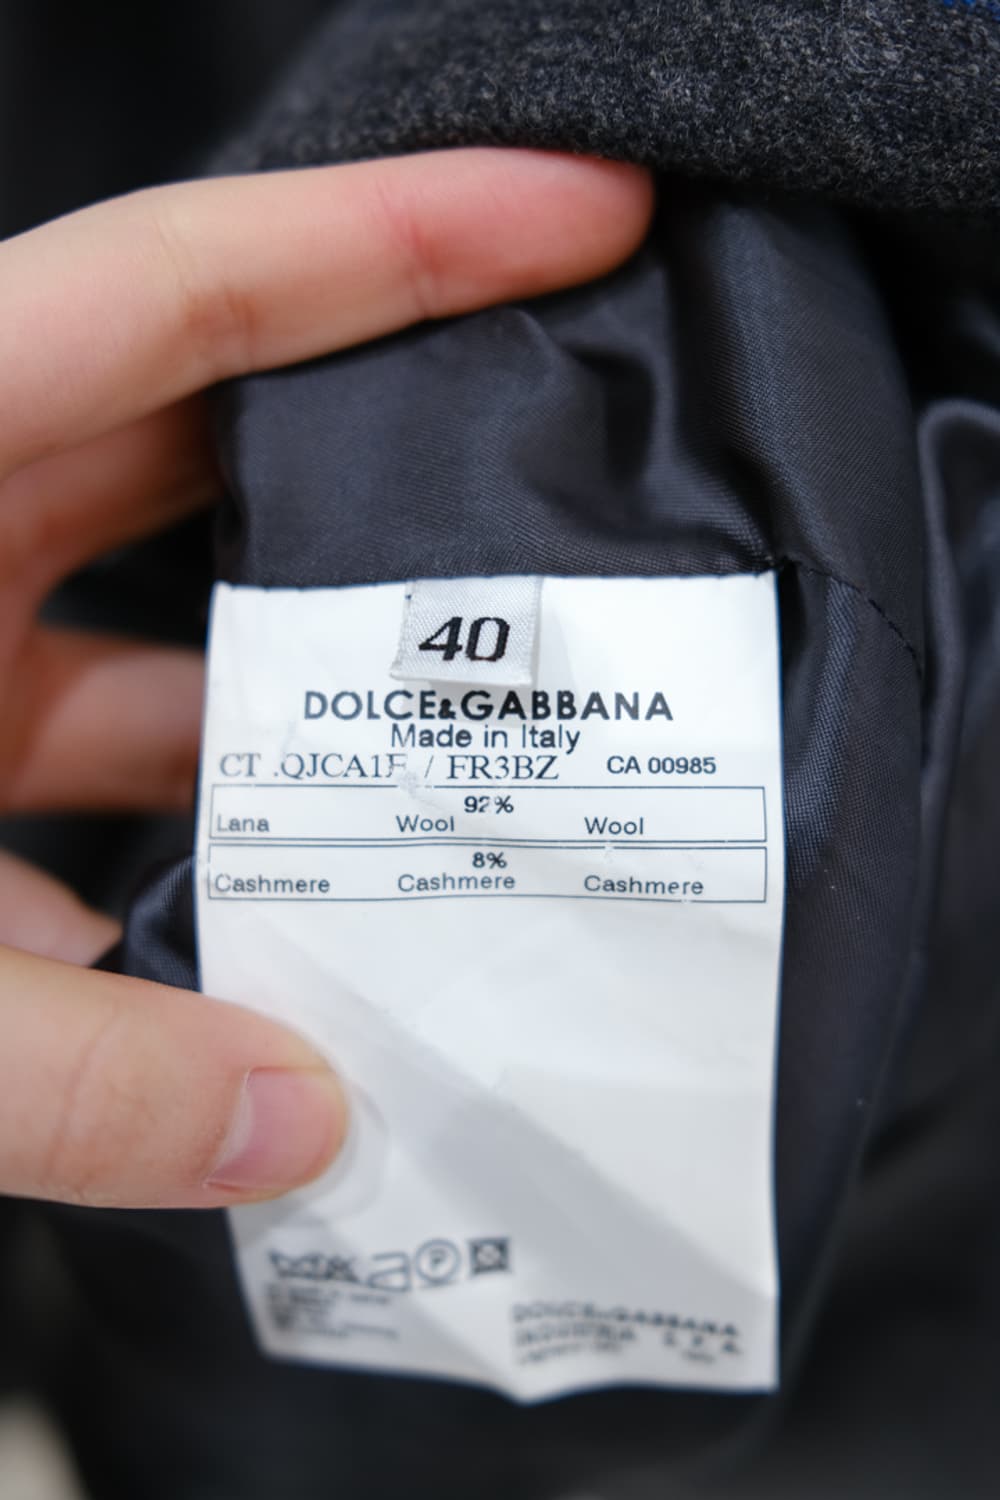 40
DOLCE&GABBANA
Made in Italy
CT .QJCA1F / FR3BZ CA 00985
92%
Lana Wool Wool
8%
Cashmere Cashmere Cashmere
P
DOLCE&GABBANA
INDUSTRIA S.P.A.